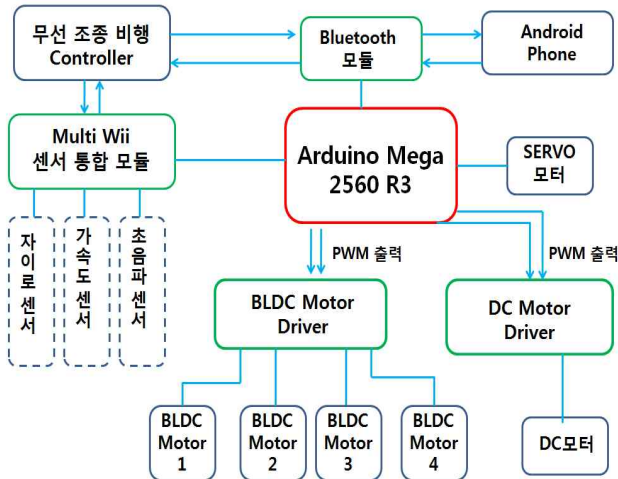 무선 조종 비행
Controller
Bluetooth
모듈
Android
Phone
Multi Wii
센서 통합 모듈
Arduino Mega
2560 R3
SERVO
모터
자이로센서
가속도센서
초음파센서
PWM 출력
PWM 출력
BLDC Motor
Driver
DC Motor
Driver
BLDC
Motor
1
BLDC
Motor
2
BLDC
Motor
3
BLDC
Motor
4
DC모터